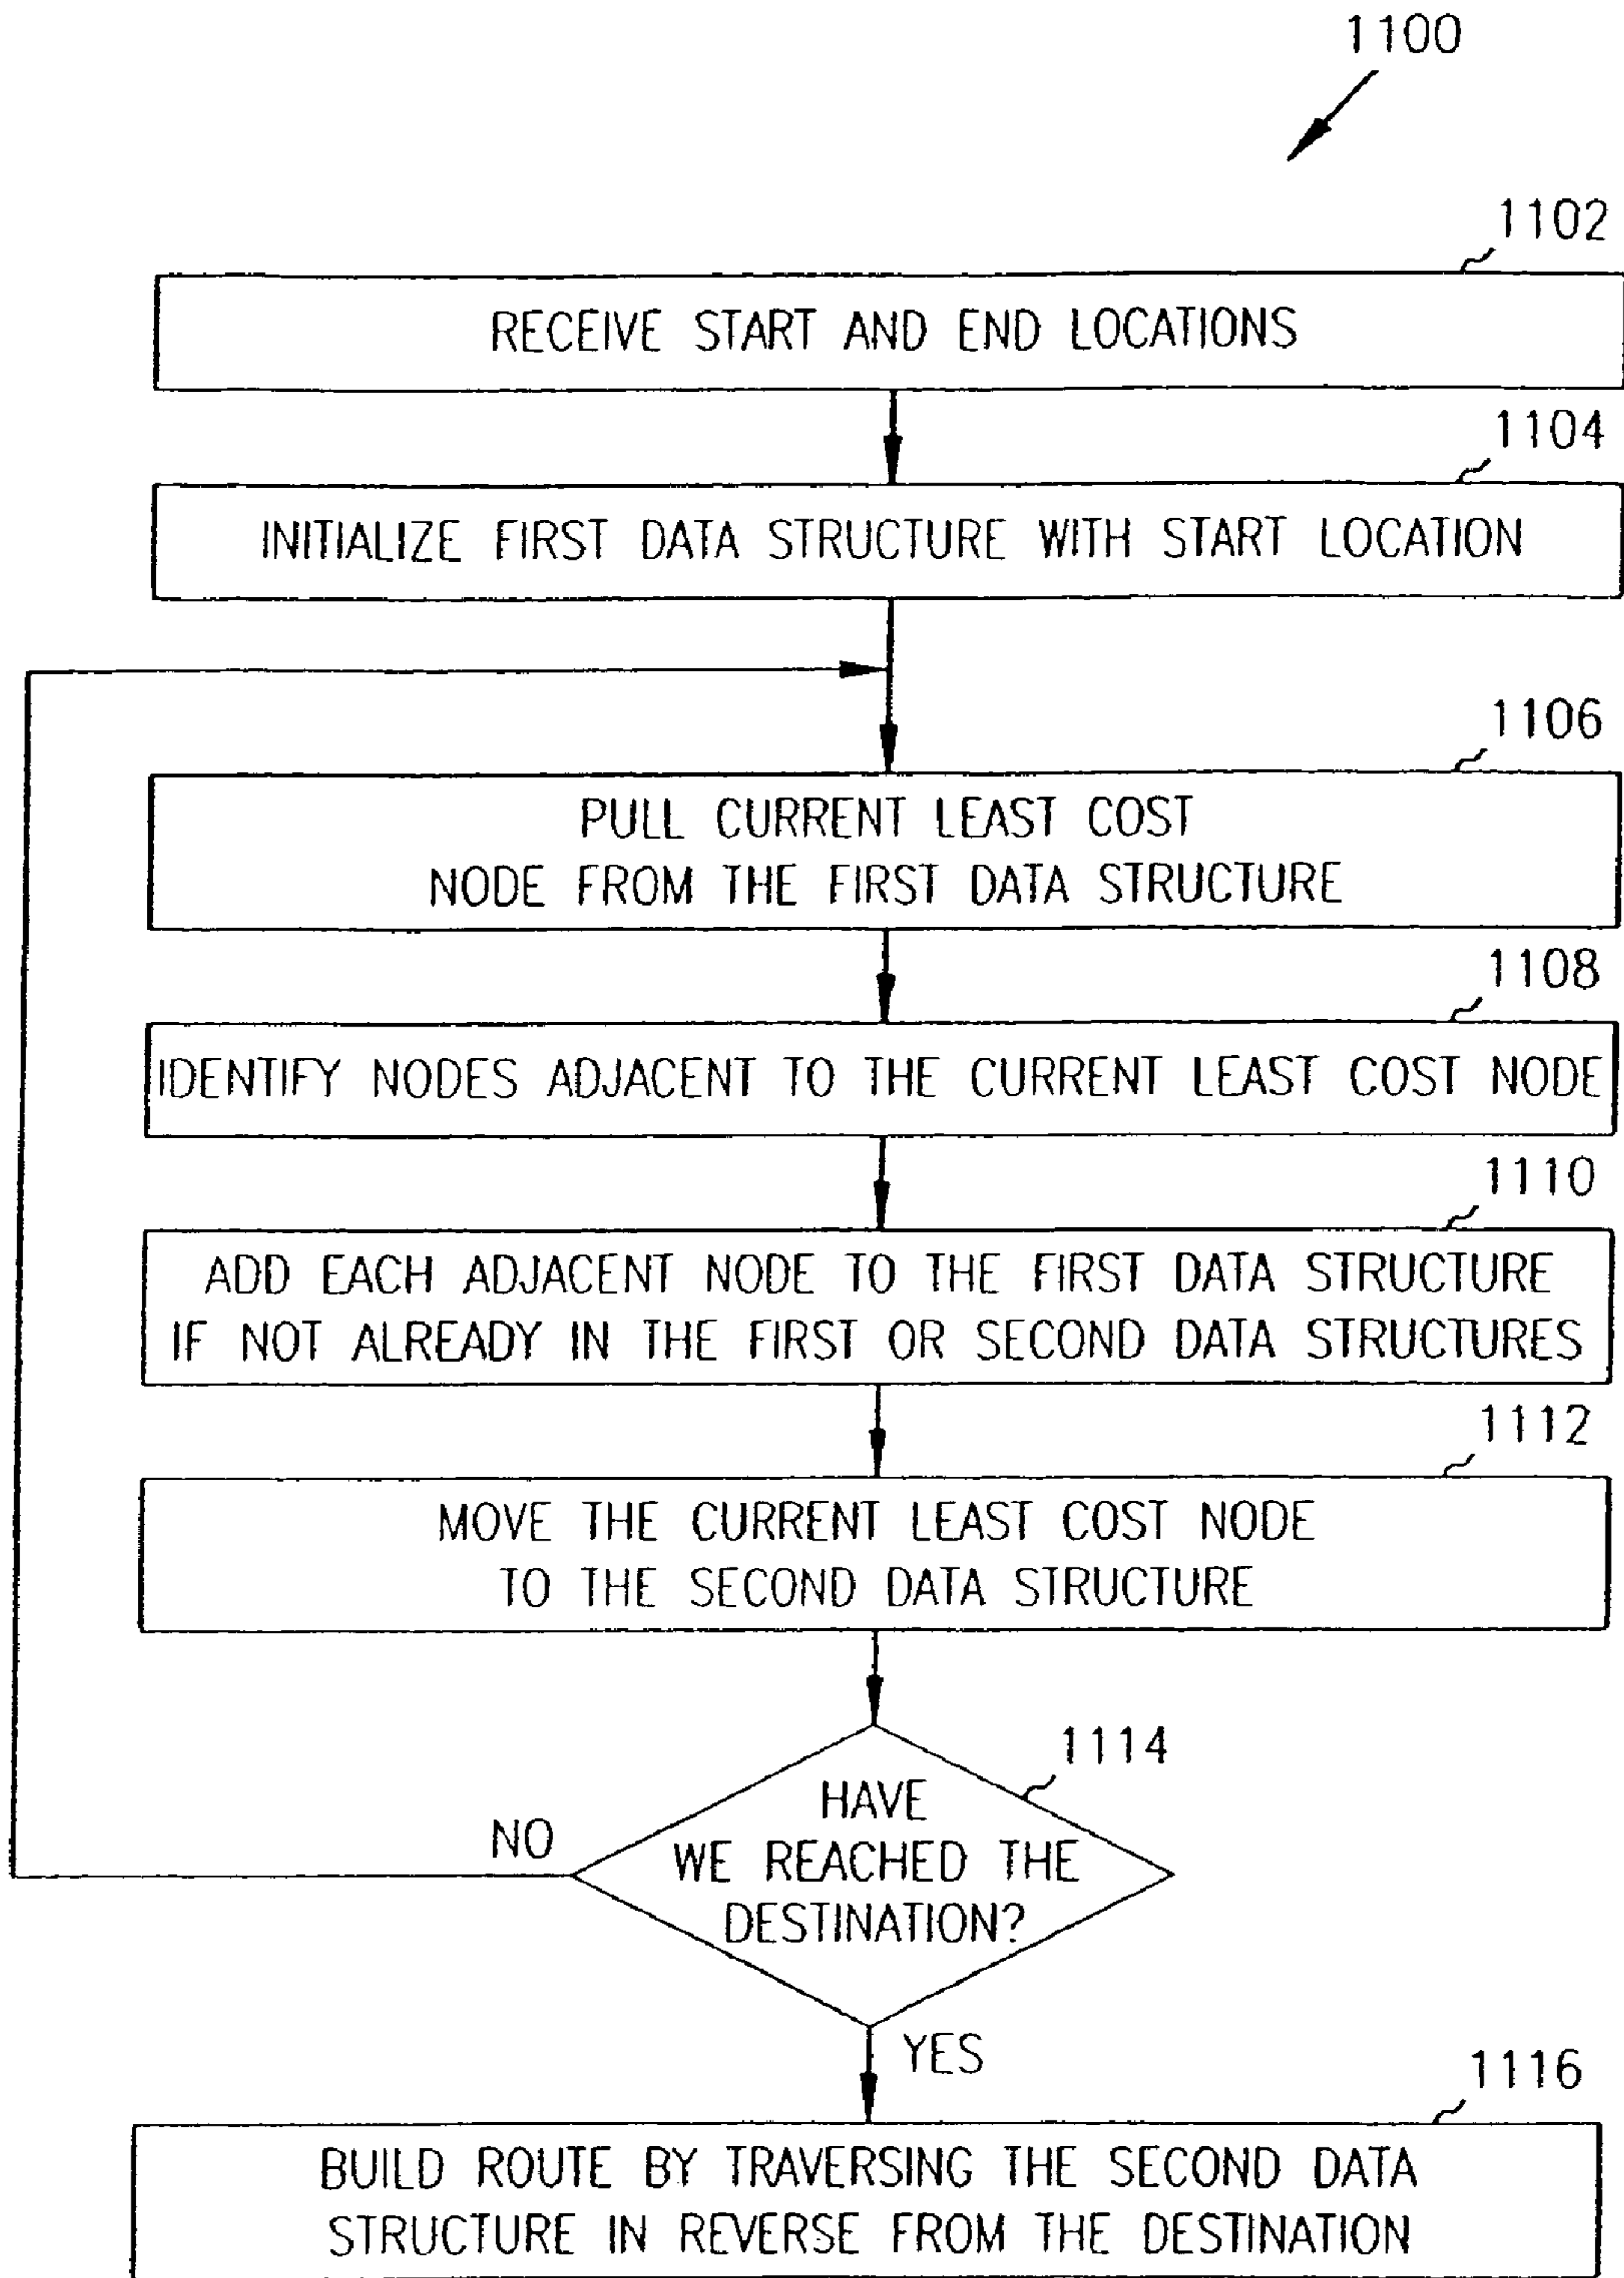 1100
1102
RECEIVE START AND END LOCATIONS
1104
INITIALIZE FIRST DATA STRUCTURE WITH START LOCATION
1106
PULL CURRENT LEAST COST
NODE FROM THE FIRST DATA STRUCTURE
1108
IDENTIFY NODES ADJACENT TO THE CURRENT LEAST COST NODE
1110
ADD EACH ADJACENT NODE TO THE FIRST DATA STRUCTURE
IF NOT ALREADY IN THE FIRST OR SECOND DATA STRUCTURES
1112
MOVE THE CURRENT LEAST COST NODE
TO THE SECOND DATA STRUCTURE
1114
HAVE
WE REACHED THE
DESTINATION?
NO
YES
1116
BUILD ROUTE BY TRAVERSING THE SECOND DATA
STRUCTURE IN REVERSE FROM THE DESTINATION